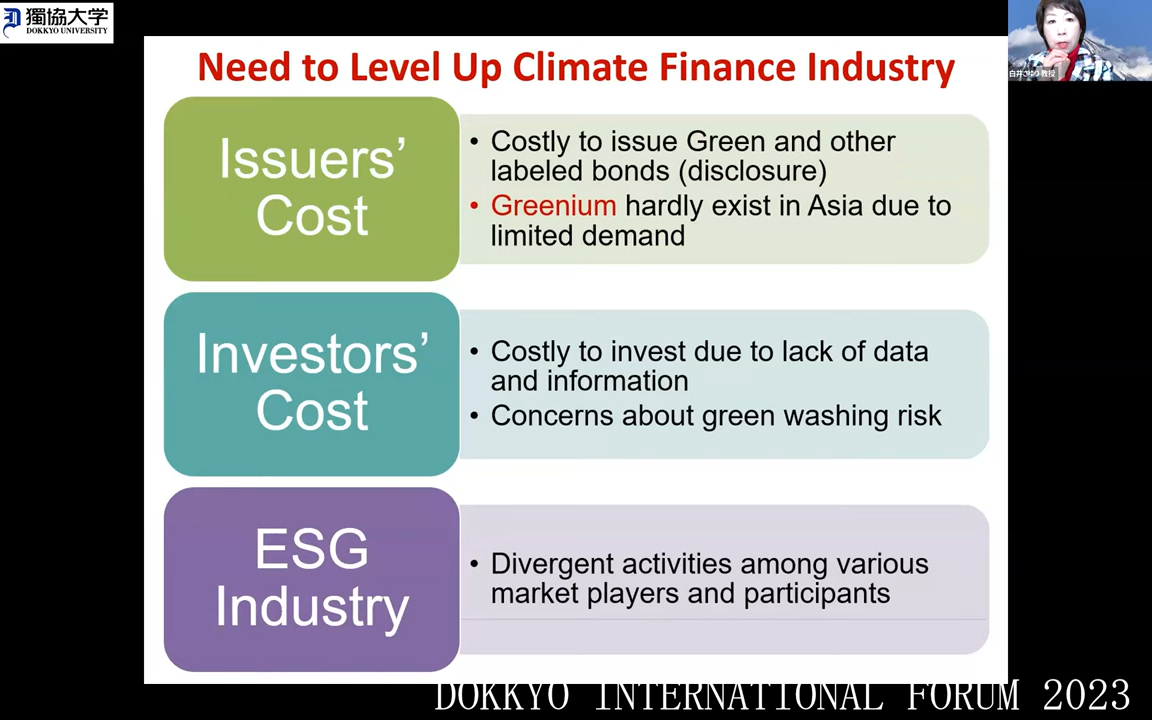 獨協大学
DOKKYO UNIVERSITY
Need to Level Up Climate Finance Industry
Issuers’
Cost
• Costly to issue Green and other
labeled bonds (disclosure)
• Greenium hardly exist in Asia due to
limited demand
Investors’
Cost
• Costly to invest due to lack of data
and information
• Concerns about green washing risk
ESG
Industry
• Divergent activities among various
market players and participants
DOKKYO INTERNATIONAL FORUM 2023